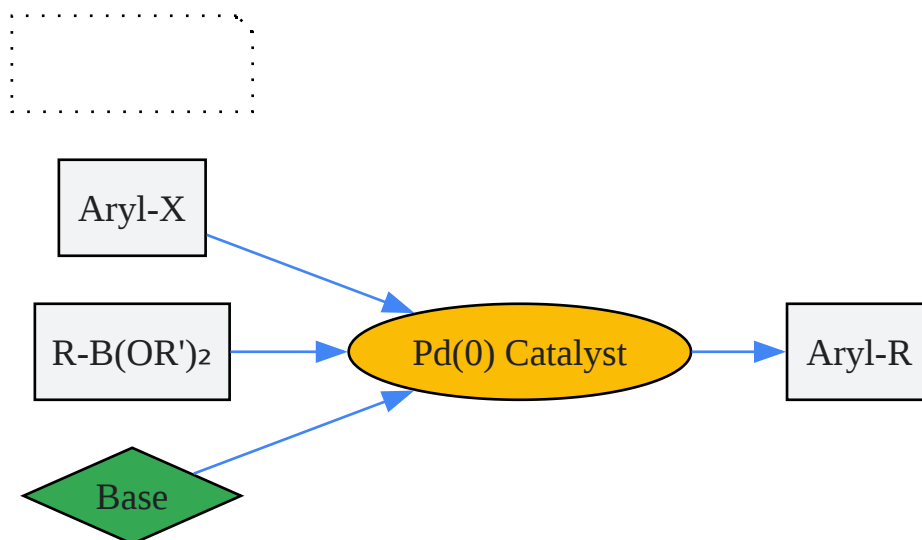 Aryl-X
R-B(OR')₂
Pd(0) Catalyst
Aryl-R
Base